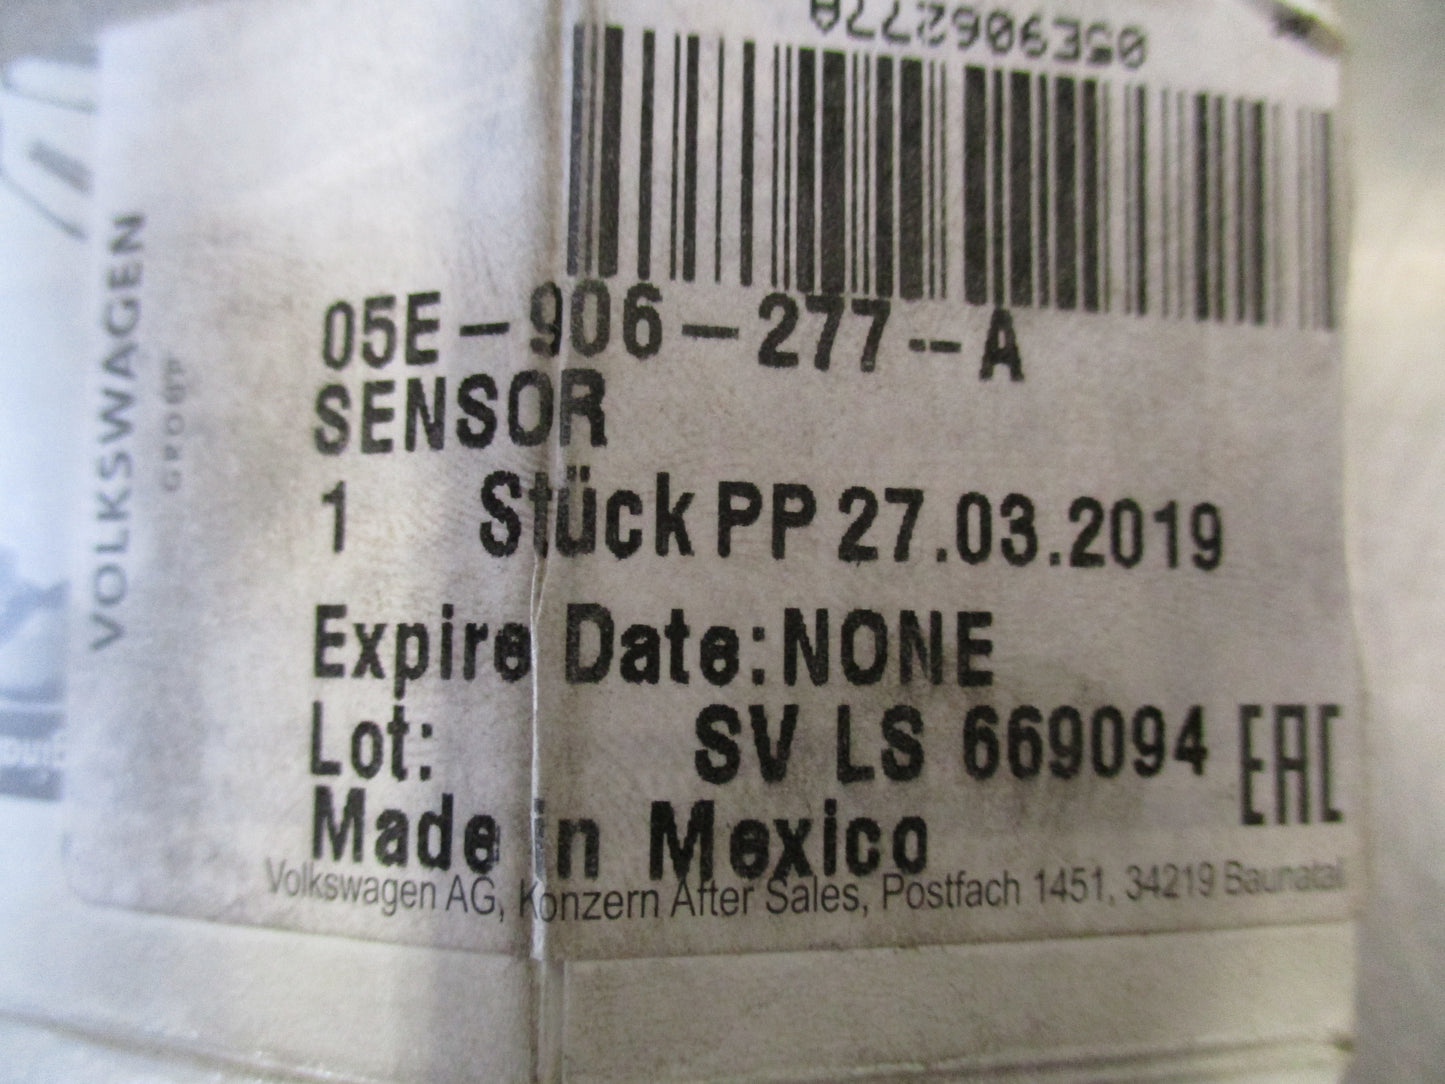 05E906277A
05E-906-277--A
SENSOR
1 Stück PP 27.03.2019
Expire Date:NONE
Lot: SV LS 669094
EAC
Made in Mexico
Volkswagen AG, Konzern After Sales, Postfach 1451, 34219 Baunatal
VOLKSWAGEN
GROUP